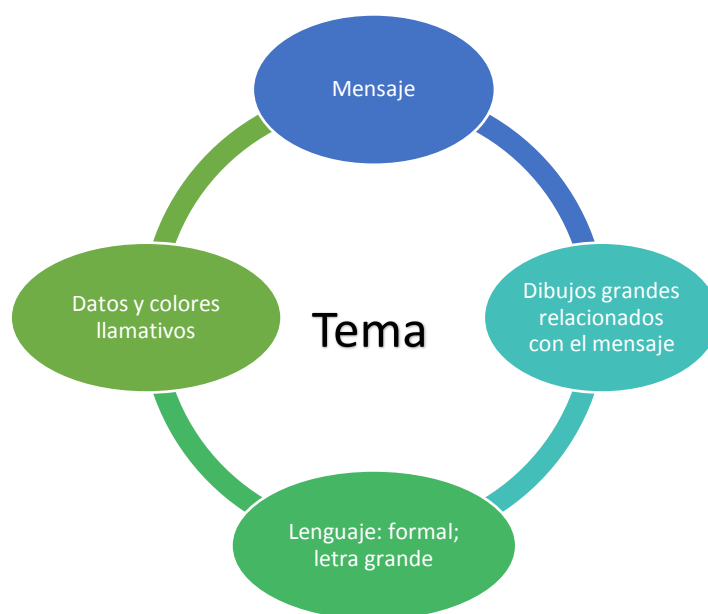 Mensaje
Dibujos grandes
relacionados
con el mensaje
Lenguaje: formal;
letra grande
Datos y colores
llamativos
Tema